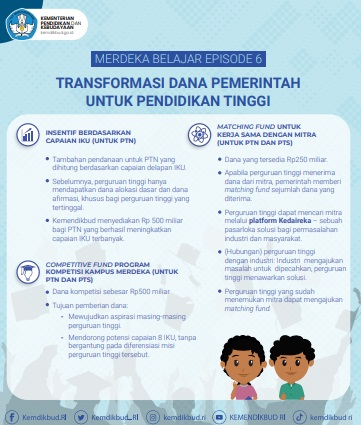 KEMENTERIAN
PENDIDIKAN DAN
KEBUDAYAAN
kemdikbud.go.id
MERDEKA BELAJAR EPISODE 6
TRANSFORMASI DANA PEMERINTAH
UNTUK PENDIDIKAN TINGGI
INSENTIF BERDASARKAN
CAPAIAN IKU (UNTUK PTN)
Tambahan pendanaan untuk PTN yang
dihitung berdasarkan capaian delapan IKU.
Sebelumnya, perguruan tinggi hanya
mendapatkan dana alokasi dasar dan dana
afirmasi, khusus bagi perguruan tinggi yang
tertinggal.
Kemendikbud menyediakan Rp 500 miliar
bagi PTN yang berhasil meningkatkan
capaian IKU terbanyak.
COMPETITIVE FUND PROGRAM
KOMPETISI KAMPUS MERDEKA (UNTUK
PTN DAN PTS)
Dana kompetisi sebesar Rp500 miliar.
Tujuan pemberian dana:
- Mewujudkan aspirasi masing-masing
perguruan tinggi.
- Mendorong potensi capaian 8 IKU, tanpa
bergantung pada diferensiasi misi
perguruan tinggi tersebut.
MATCHING FUND UNTUK
KERJA SAMA DENGAN MITRA
(UNTUK PTN DAN PTS)
Dana yang tersedia Rp250 miliar.
Apabila perguruan tinggi menerima
dana dari mitra, pemerintah memberi
matching fund sejumlah dana yang
diterima.
Perguruan tinggi dapat mencari mitra
melalui platform Kedaireka – sebuah
pasarloka solusi bagi permasalahan
industri dan masyarakat.
(Hubungan) perguruan tinggi
dengan industri: Industri mengajukan
masalah untuk dipecahkan, perguruan
tinggi menawarkan solusi.
Perguruan tinggi yang sudah
menemukan mitra dapat mengajukan
matching fund.
Kemdikbud.RI
Kemdikbud_RI
kemdikbud.ri
KEMENDIKBUD RI
kemdikbud.ri